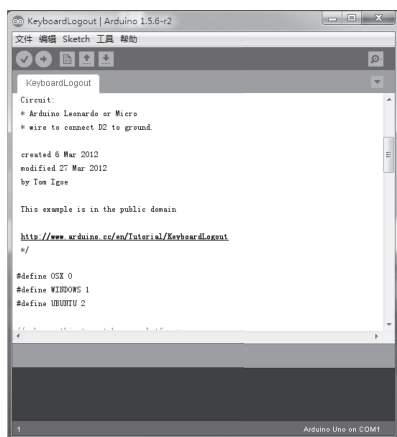 KeyboardLogout | Arduino 1.5.6-r2
文件 编辑 Sketch 工具 帮助
KeyboardLogout
Circuit:
* Arduino Leonardo or Micro
* wire to connect D2 to ground.
created 6 Mar 2012
modified 27 Mar 2012
by Tom Igoe
This example is in the public domain
http://www.arduino.cc/en/Tutorial/KeyboardLogout
*/
#define OSX 0
#define WINDOWS 1
#define UBUNTU 2
1
Arduino Uno on COM1